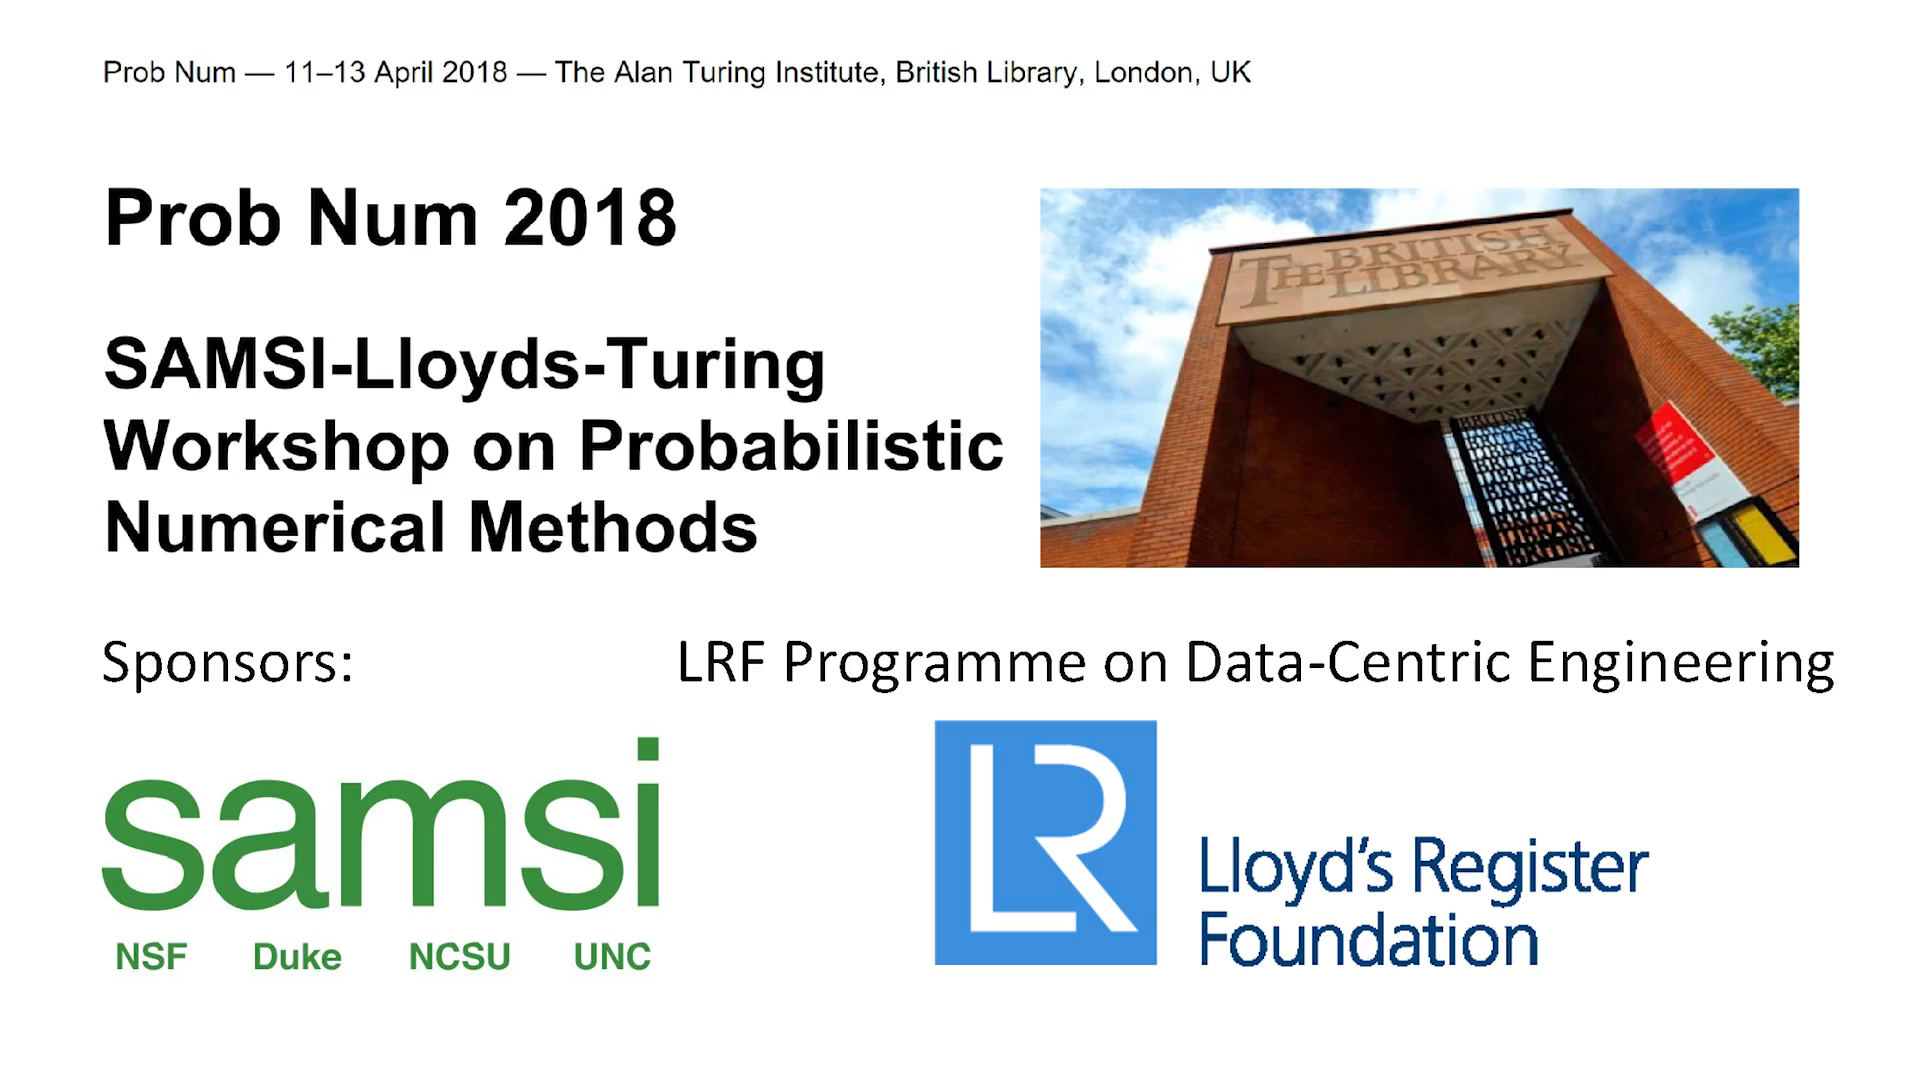 Prob Num — 11–13 April 2018 — The Alan Turing Institute, British Library, London, UK
Prob Num 2018
SAMSI-Lloyds-Turing
Workshop on Probabilistic
Numerical Methods
THE BRITISH
LIBRARY
Sponsors:
LRF Programme on Data-Centric Engineering
samsi
NSF Duke NCSU UNC
LR
Lloyd's Register
Foundation